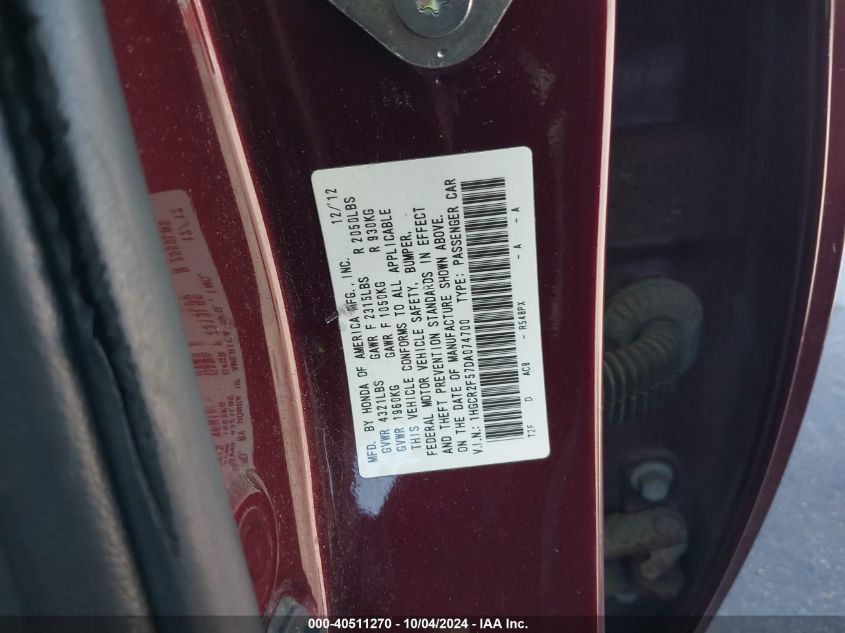 MFD. BY HONDA OF AMERICA MFG., INC. 12/12
GVWR 4321LBS GAWR F 2315LBS R 2050LBS
GVWR 1960KG GAWR F 1050KG R 930KG
THIS VEHICLE CONFORMS TO ALL APPLICABLE
FEDERAL MOTOR VEHICLE SAFETY, BUMPER,
AND THEFT PREVENTION STANDARDS IN EFFECT
ON THE DATE OF MANUFACTURE SHOWN ABOVE.
V.I.N.: 1HGCR2F57DA074700 TYPE: PASSENGER CAR
T2F D AC8 - R548PX - A - A
000-40511270 - 10/04/2024 - IAA Inc.